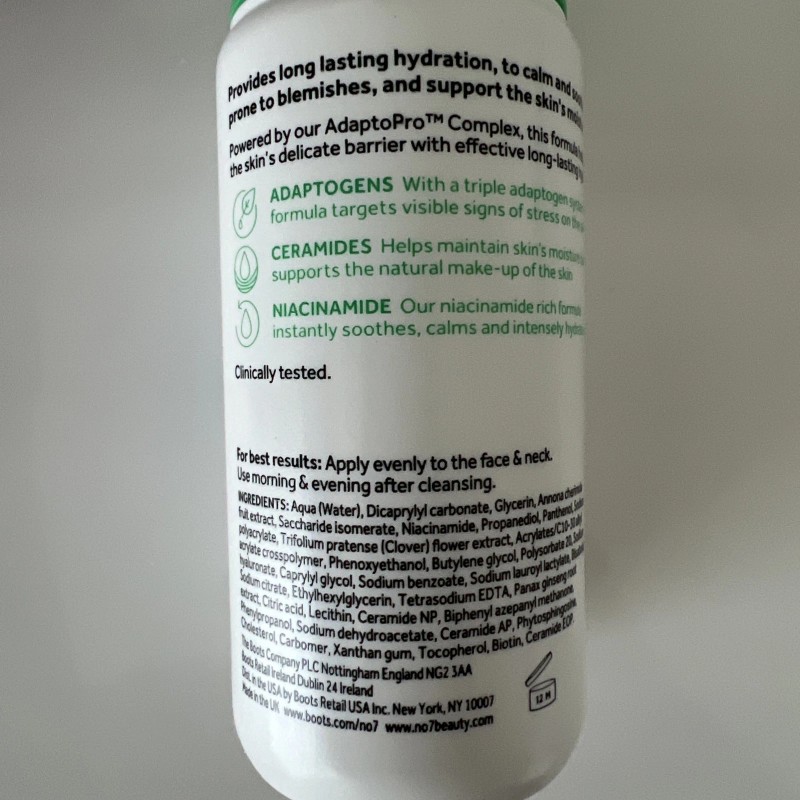 Provides long lasting hydration, to calm and
prone to blemishes, and support the skin's
Powered by our AdaptoPro™ Complex, this formula
the skin's delicate barrier with effective long-lasting
ADAPTOGENS With a triple adaptogen
formula targets visible signs of stress on the
CERAMIDES Helps maintain skin's moisture
supports the natural make-up of the skin
NIACINAMIDE Our niacinamide rich formula
instantly soothes, calms and intensely
Clinically tested.
For best results: Apply evenly to the face & neck.
Use morning & evening after cleansing.
INGREDIENTS: Aqua (Water), Dicaprylyl carbonate, Glycerin, Annona cherimola
fruit extract, Saccharide isomerate, Niacinamide, Propanediol, Panthenol,
polyacrylate, Trifolium pratense (Clover) flower extract, Acrylates/C10-30 alkyl
acrylate crosspolymer, Phenoxyethanol, Butylene glycol, Polysorbate 20,
hyaluronate, Caprylyl glycol, Sodium benzoate, Sodium lauroyl lactylate,
Sodium citrate, Ethylhexylglycerin, Tetrasodium EDTA, Panax ginseng root
extract, Citric acid, Lecithin, Ceramide NP, Biphenyl azepanyl methanone,
Phenylpropanol, Sodium dehydroacetate, Ceramide AP, Phytosphingosine,
Cholesterol, Carbomer, Xanthan gum, Tocopherol, Biotin, Ceramide EOP.
The Boots Company PLC Nottingham England NG2 3AA
Boots Retail Ireland Dublin 24 Ireland
Dist. in the USA by Boots Retail USA Inc. New York, NY 10007
Made in the UK www.boots.com/no7 www.no7beauty.com
12 M